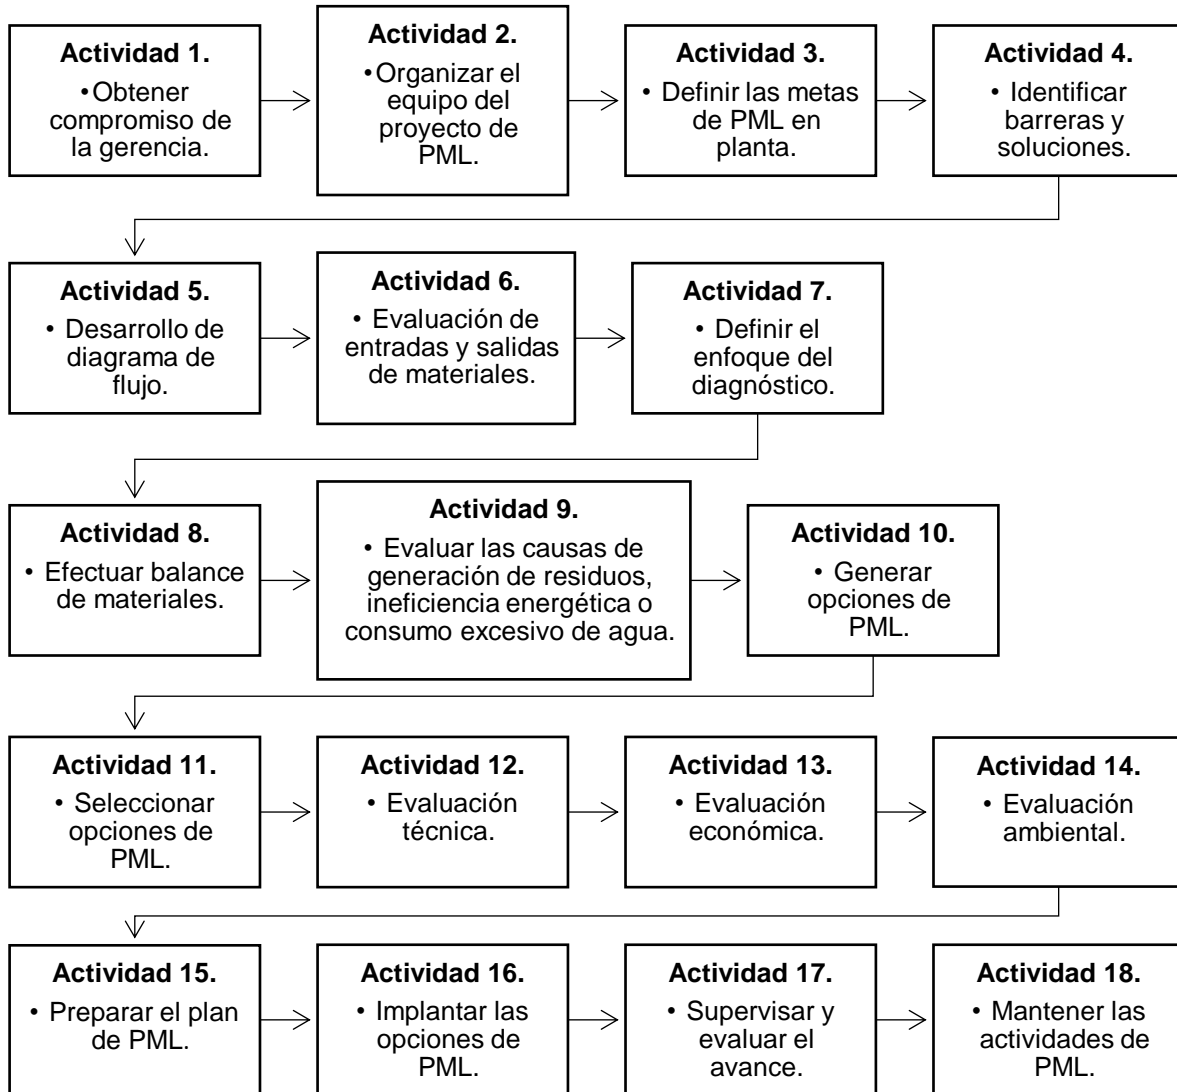 Actividad 1.
•Obtener
compromiso de
la gerencia.
Actividad 2.
•Organizar el
equipo del
proyecto de
PML.
Actividad 3.
• Definir las metas
de PML en
planta.
Actividad 4.
• Identificar
barreras y
soluciones.
Actividad 5.
• Desarrollo de
diagrama de
flujo.
Actividad 6.
• Evaluación de
entradas y salidas
de materiales.
Actividad 7.
• Definir el
enfoque del
diagnóstico.
Actividad 8.
• Efectuar balance
de materiales.
Actividad 9.
• Evaluar las causas de
generación de residuos,
ineficiencia energética o
consumo excesivo de agua.
Actividad 10.
• Generar
opciones de
PML.
Actividad 11.
• Seleccionar
opciones de
PML.
Actividad 12.
• Evaluación
técnica.
Actividad 13.
• Evaluación
económica.
Actividad 14.
• Evaluación
ambiental.
Actividad 15.
• Preparar el plan
de PML.
Actividad 16.
• Implantar las
opciones de
PML.
Actividad 17.
• Supervisar y
evaluar el
avance.
Actividad 18.
• Mantener las
actividades de
PML.